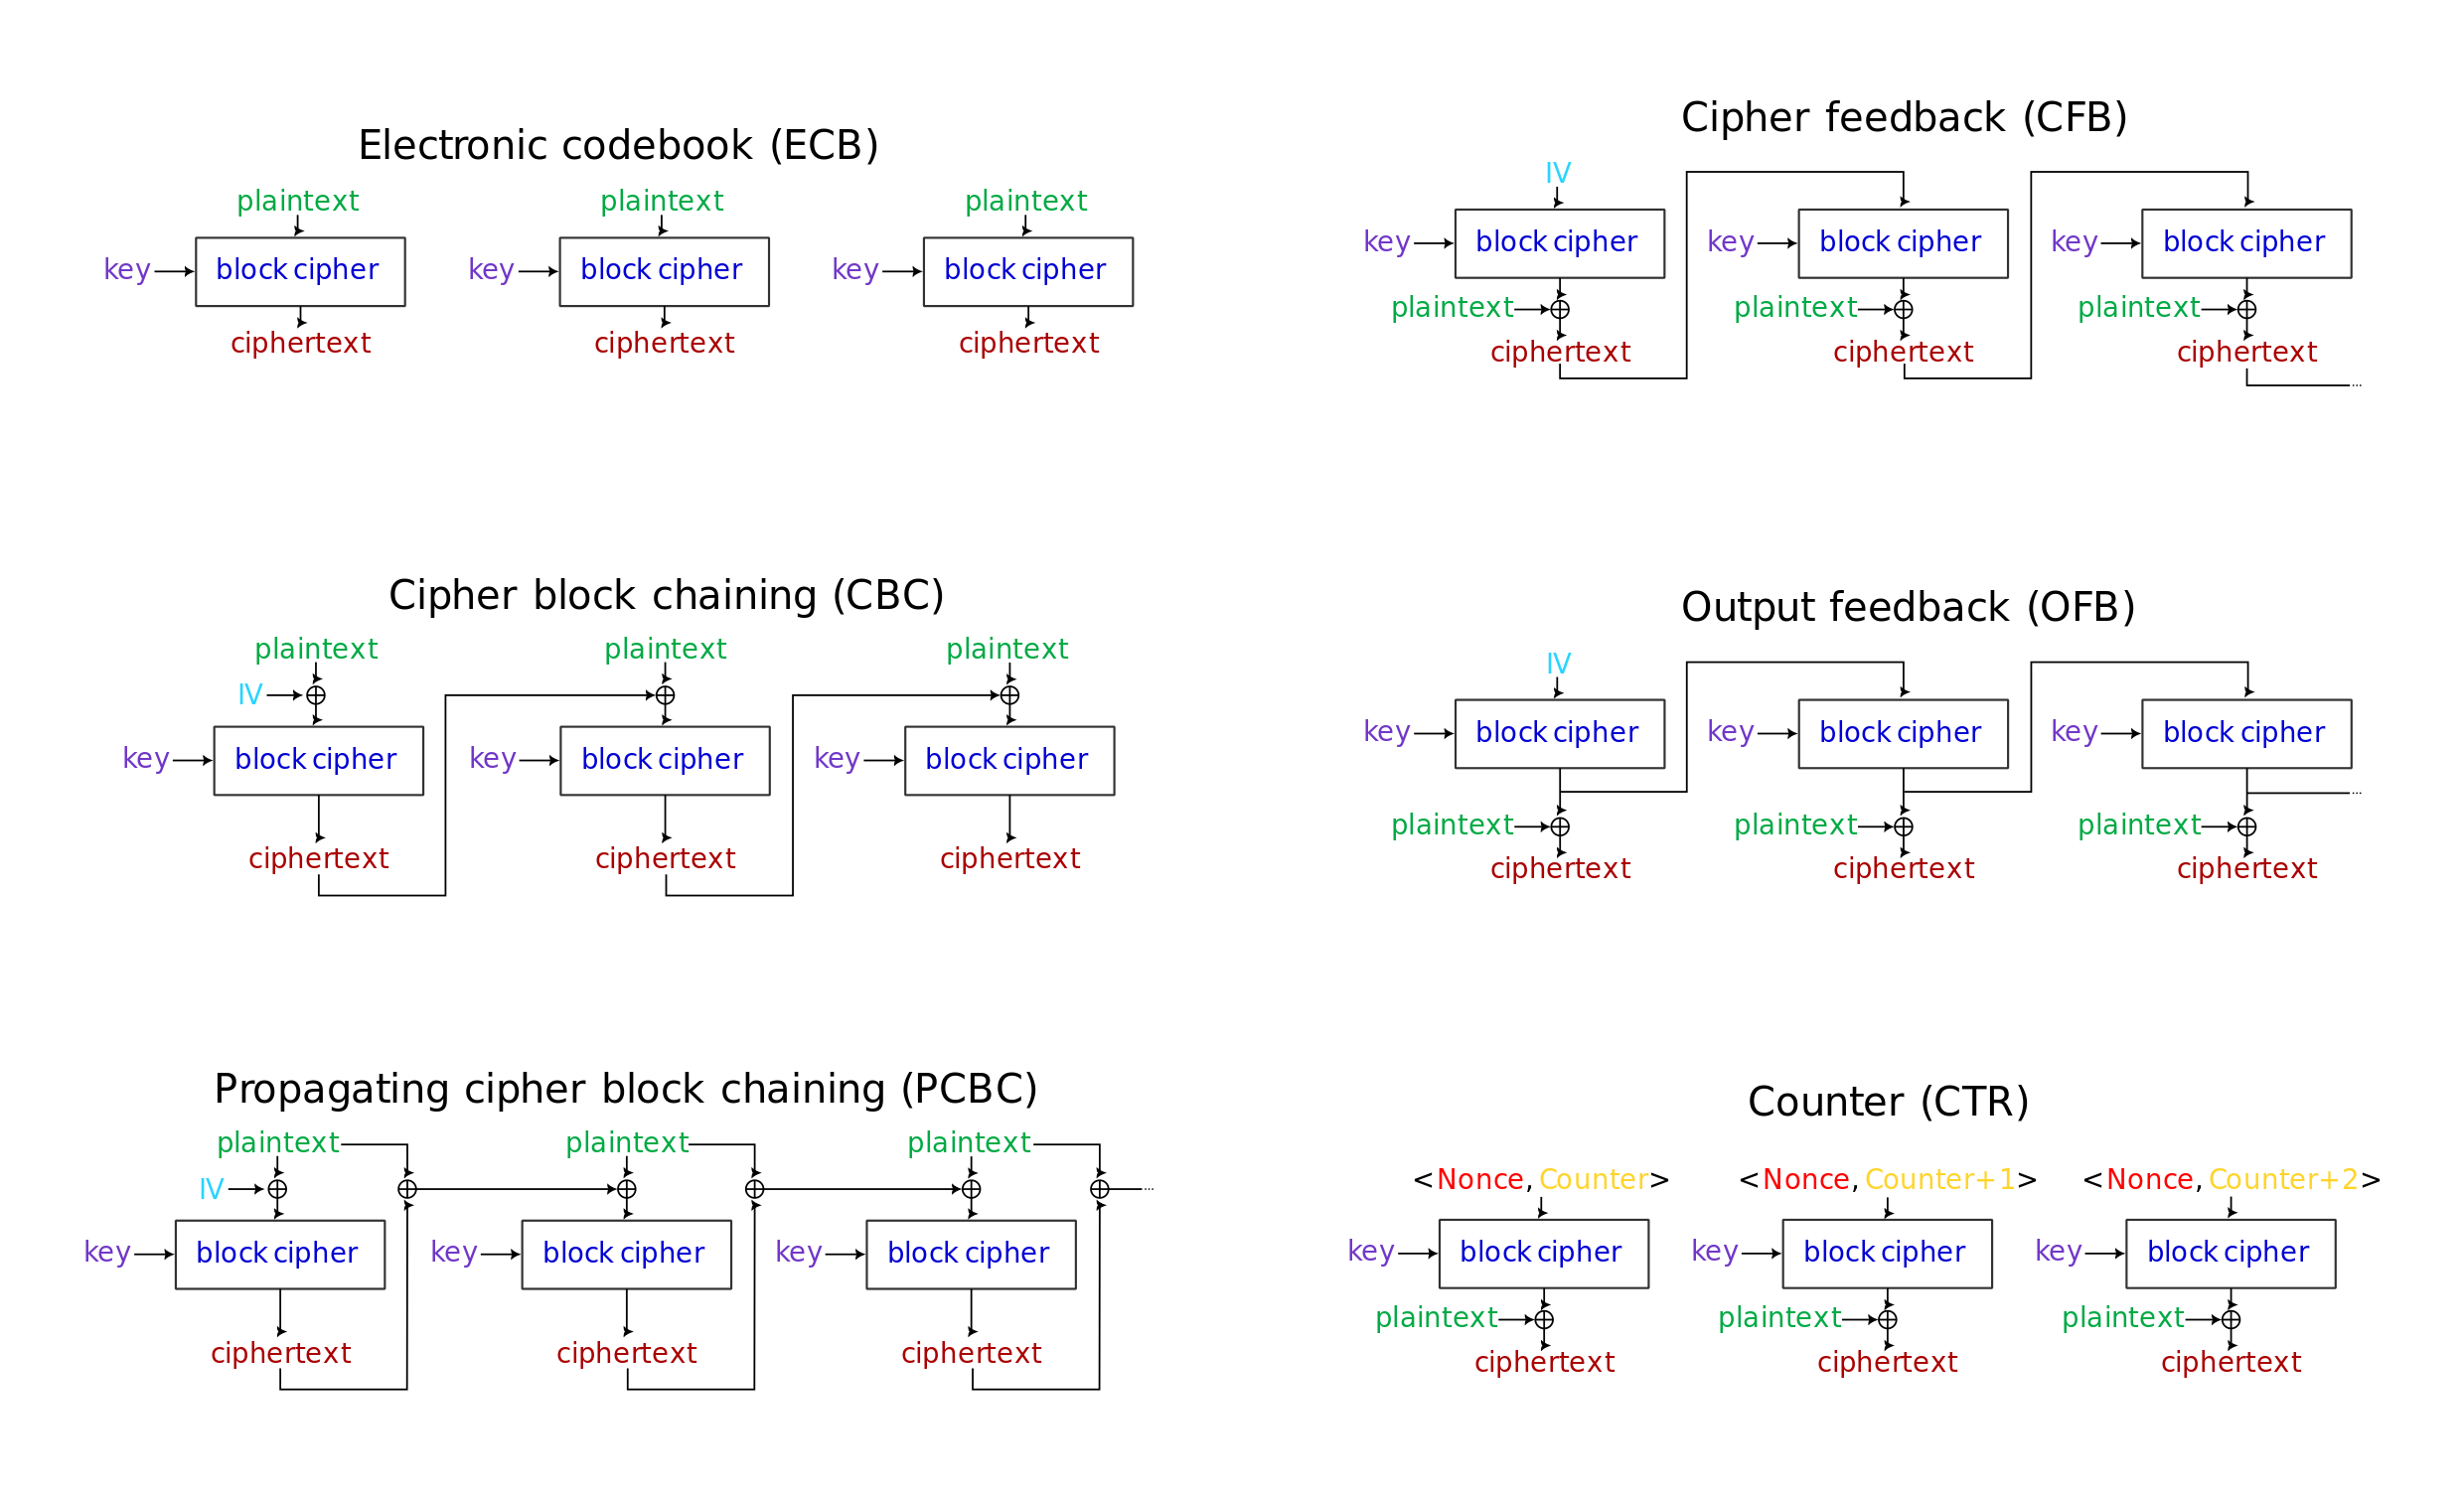 Electronic codebook (ECB)
plaintext plaintext plaintext
key block cipher key block cipher key block cipher
ciphertext ciphertext ciphertext
Cipher block chaining (CBC)
plaintext plaintext plaintext
IV
key block cipher key block cipher key block cipher
ciphertext ciphertext ciphertext
Propagating cipher block chaining (PCBC)
plaintext plaintext plaintext
IV ...
key block cipher key block cipher key block cipher
ciphertext ciphertext ciphertext
Cipher feedback (CFB)
IV
key block cipher key block cipher key block cipher
plaintext plaintext plaintext
ciphertext ciphertext ciphertext
...
Output feedback (OFB)
IV
key block cipher key block cipher key block cipher
...
plaintext plaintext plaintext
ciphertext ciphertext ciphertext
Counter (CTR)
<Nonce, Counter> <Nonce, Counter+1> <Nonce, Counter+2>
key block cipher key block cipher key block cipher
plaintext plaintext plaintext
ciphertext ciphertext ciphertext